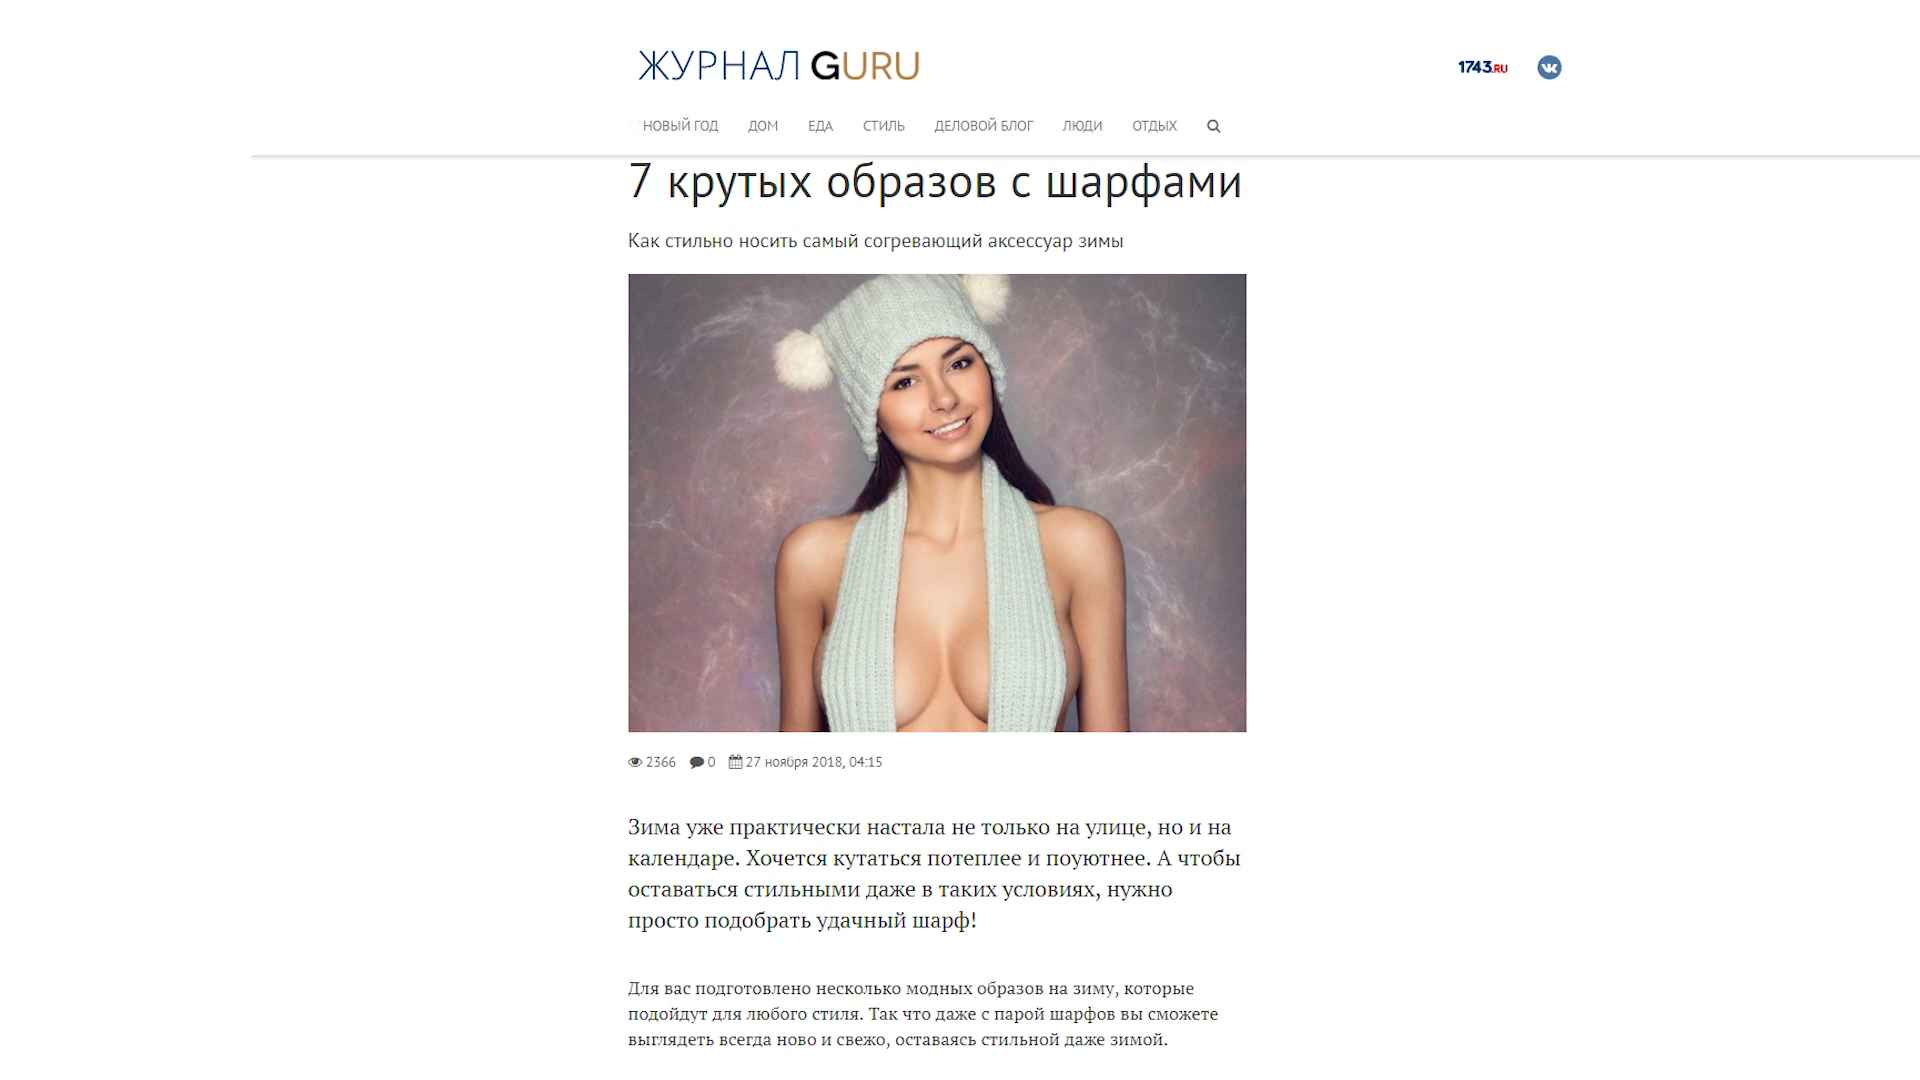 ЖУРНАЛ GURU
1743.RU
НОВЫЙ ГОД ДОМ ЕДА СТИЛЬ ДЕЛОВОЙ БЛОГ ЛЮДИ ОТДЫХ
7 крутых образов с шарфами
Как стильно носить самый согревающий аксессуар зимы
2366 0 27 ноября 2018, 04:15
Зима уже практически настала не только на улице, но и на
календаре. Хочется кутаться потеплее и поуютнее. А чтобы
оставаться стильными даже в таких условиях, нужно
просто подобрать удачный шарф!
Для вас подготовлено несколько модных образов на зиму, которые
подойдут для любого стиля. Так что даже с парой шарфов вы сможете
выглядеть всегда ново и свежо, оставаясь стильной даже зимой.